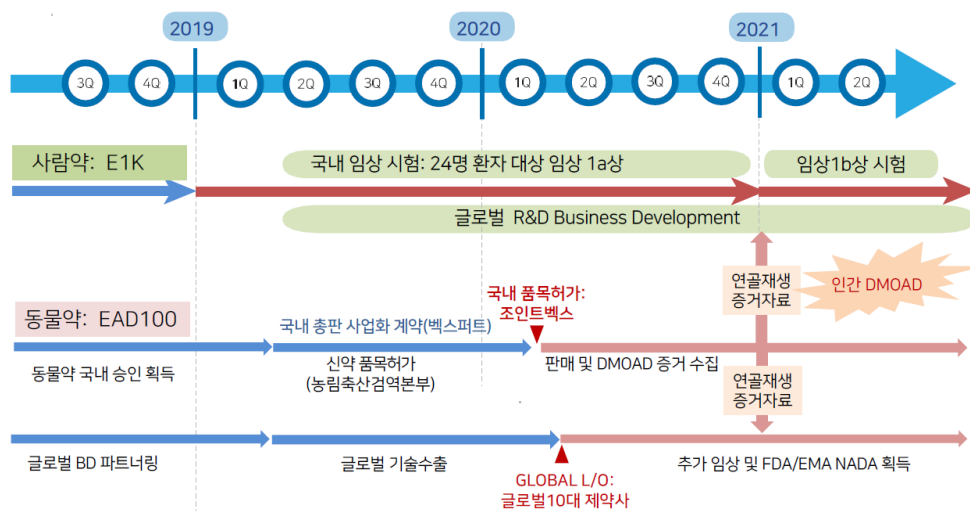 2019
2020
2021
3Q 4Q 1Q 2Q 3Q 4Q 1Q 2Q 3Q 4Q 1Q 2Q
사람약: E1K
국내 임상 시험: 24명 환자 대상 임상 1a상
임상1b상 시험
글로벌 R&D Business Development
연골재생
증거자료
인간 DMOAD
동물약: EAD100
국내 총판 사업화 계약(벡스퍼트)
국내 품목허가:
조인트벡스
동물약 국내 승인 획득
신약 품목허가
(농림축산검역본부)
판매 및 DMOAD 증거 수집
연골재생
증거자료
글로벌 BD 파트너링
글로벌 기술수출
GLOBAL L/O:
글로벌10대 제약사
추가 임상 및 FDA/EMA NADA 획득